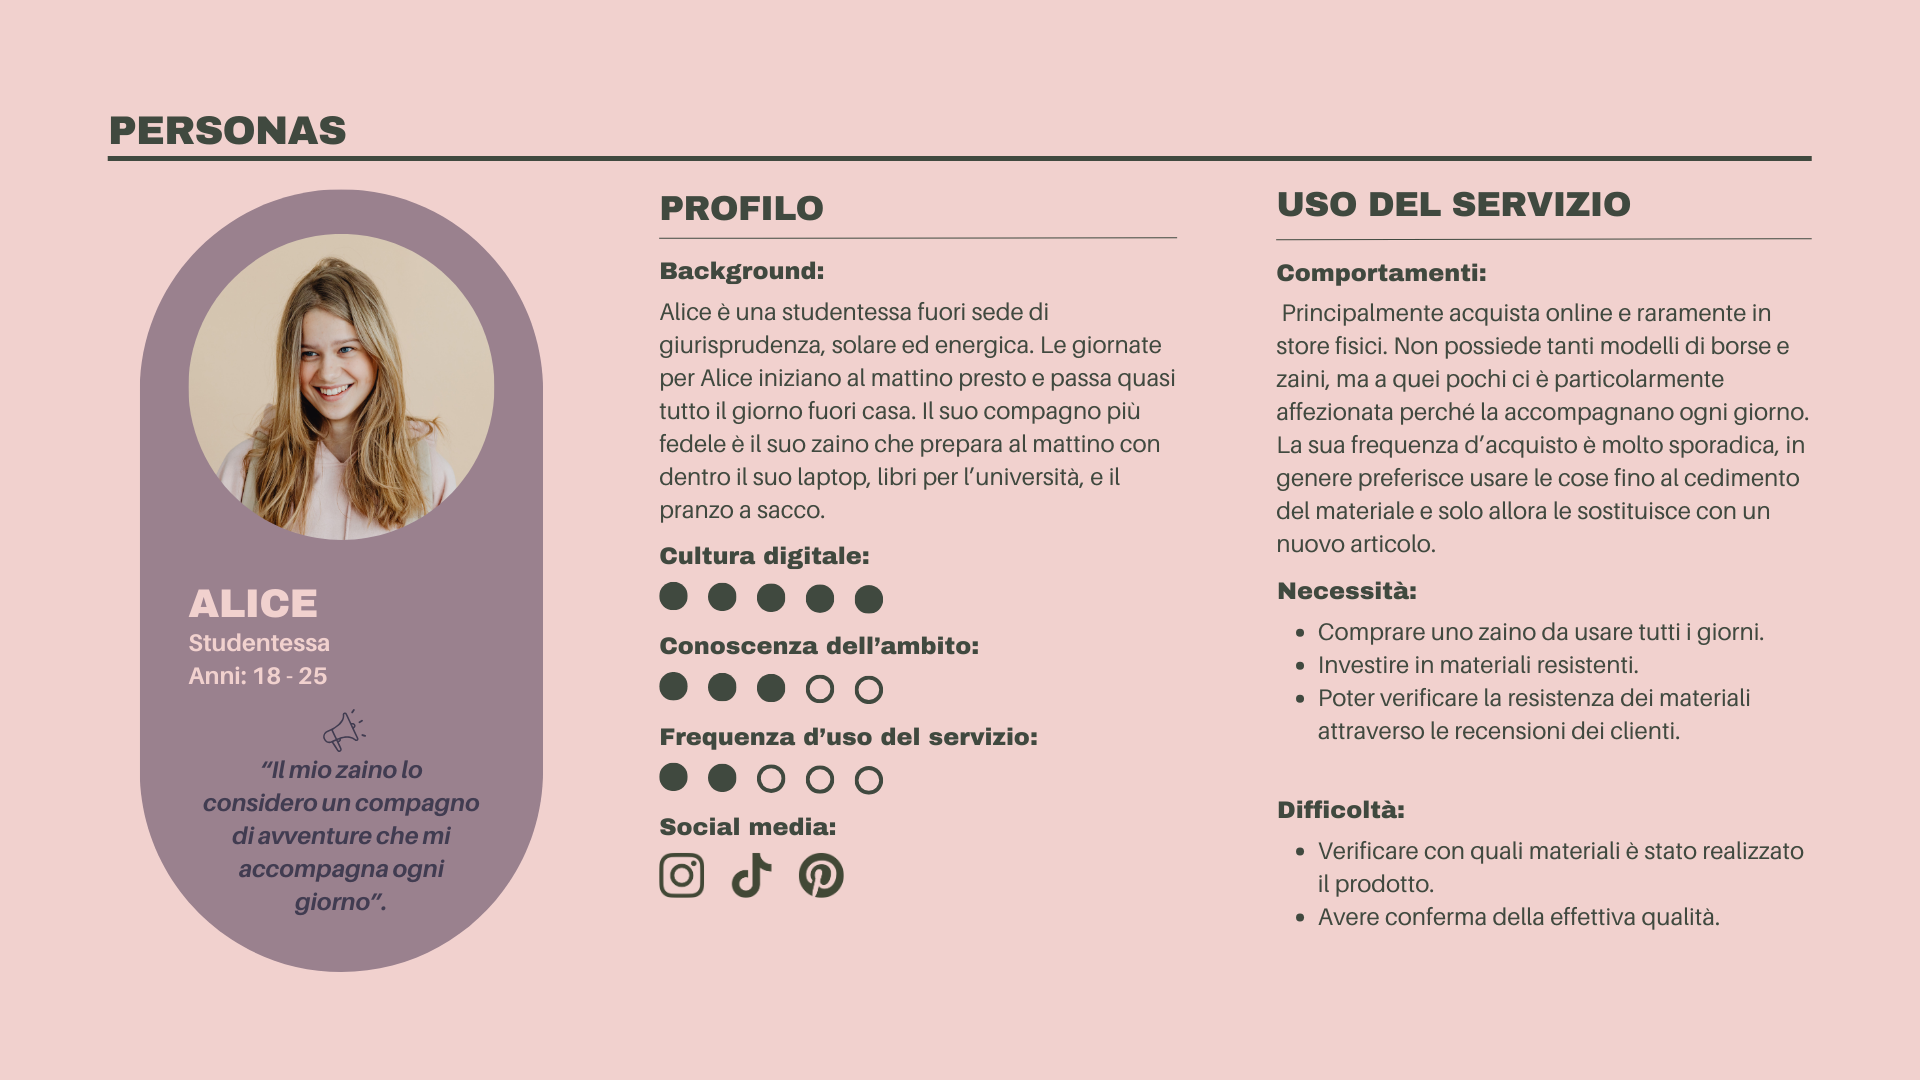 PERSONAS
ALICE
Studentessa
Anni: 18 - 25
“Il mio zaino lo
considero un compagno
di avventure che mi
accompagna ogni
giorno”.
PROFILO
Background:
Alice è una studentessa fuori sede di
giurisprudenza, solare ed energica. Le giornate
per Alice iniziano al mattino presto e passa quasi
tutto il giorno fuori casa. Il suo compagno più
fedele è il suo zaino che prepara al mattino con
dentro il suo laptop, libri per l’università, e il
pranzo a sacco.
Cultura digitale:
Conoscenza dell’ambito:
Frequenza d’uso del servizio:
Social media:
USO DEL SERVIZIO
Comportamenti:
Principalmente acquista online e raramente in
store fisici. Non possiede tanti modelli di borse e
zaini, ma a quei pochi ci è particolarmente
affezionata perché la accompagnano ogni giorno.
La sua frequenza d’acquisto è molto sporadica, in
genere preferisce usare le cose fino al cedimento
del materiale e solo allora le sostituisce con un
nuovo articolo.
Necessità:
• Comprare uno zaino da usare tutti i giorni.
• Investire in materiali resistenti.
• Poter verificare la resistenza dei materiali
attraverso le recensioni dei clienti.
Difficoltà:
• Verificare con quali materiali è stato realizzato
il prodotto.
• Avere conferma della effettiva qualità.